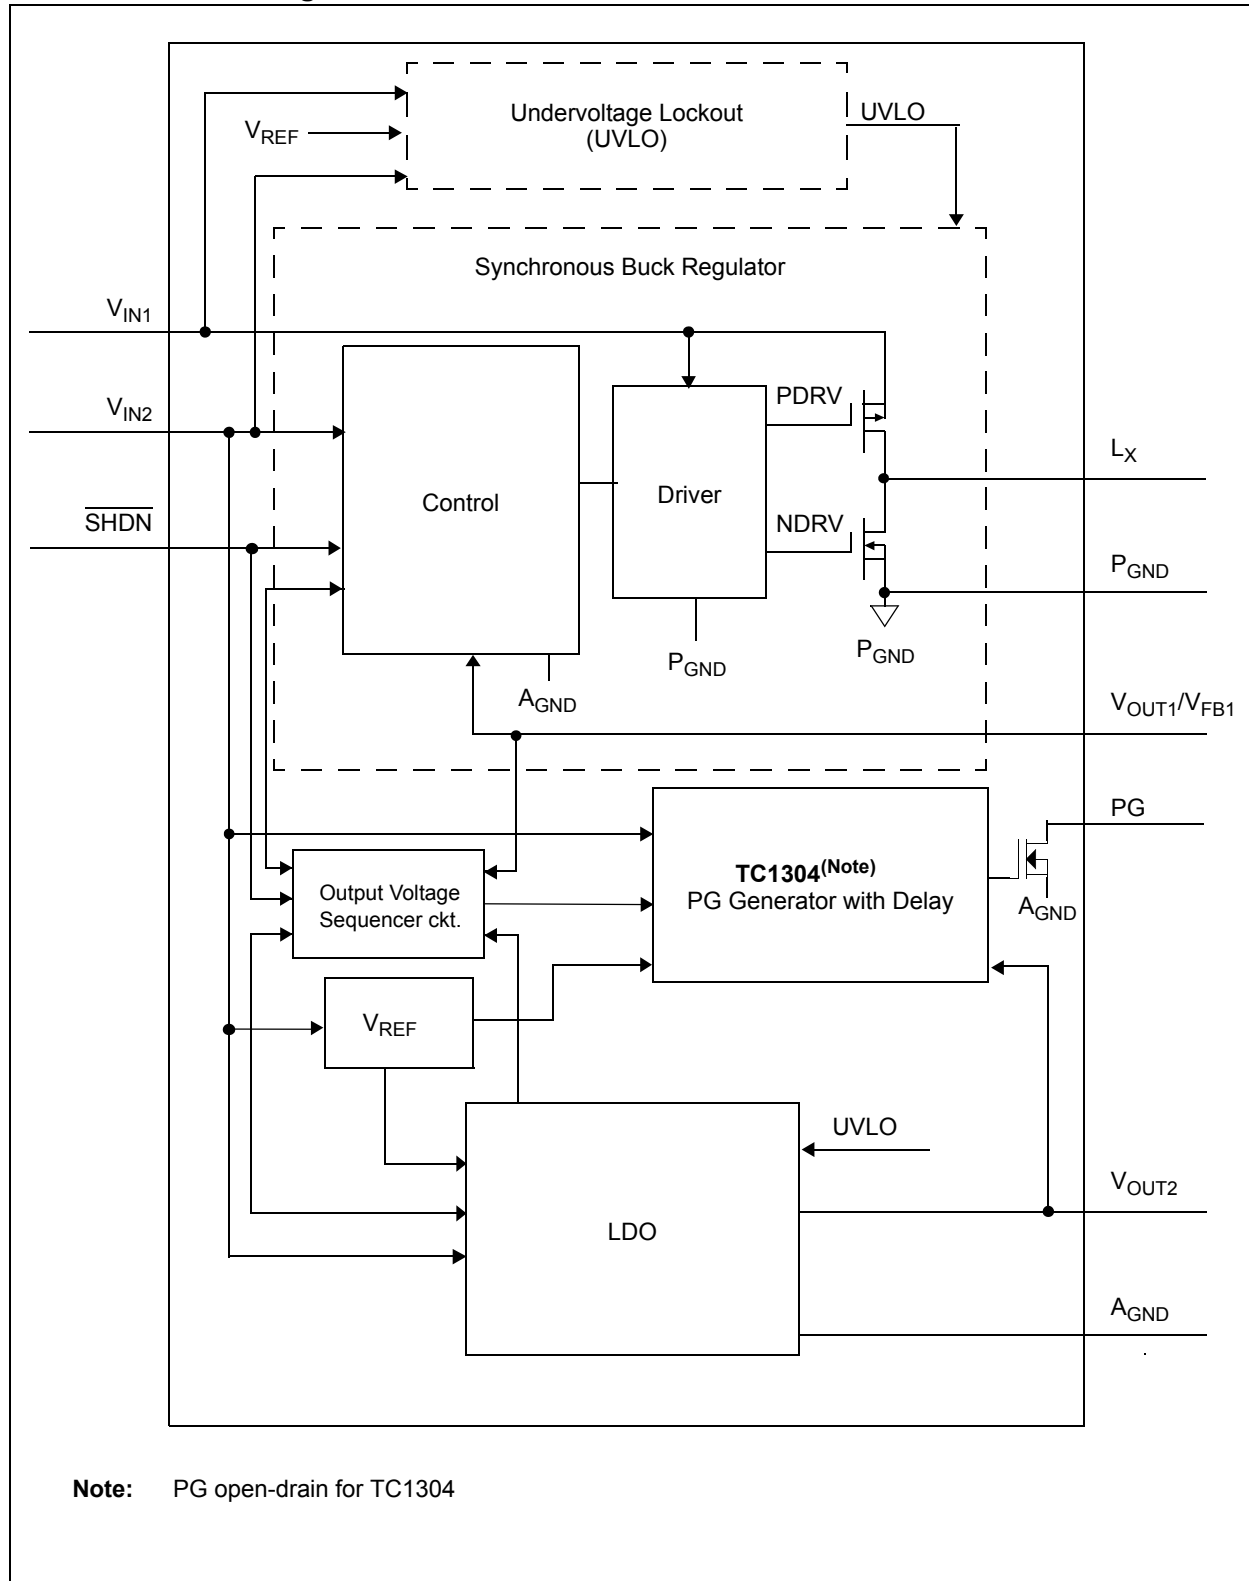 Undervoltage Lockout
(UVLO)
UVLO
VREF
Synchronous Buck Regulator
VIN1
VIN2
SHDN
Control
Driver
PDRV
NDRV
LX
PGND
PGND
PGND
AGND
VOUT1/VFB1
PG
TC1304(Note)
PG Generator with Delay
AGND
Output Voltage
Sequencer ckt.
VREF
UVLO
LDO
VOUT2
AGND
Note: PG open-drain for TC1304